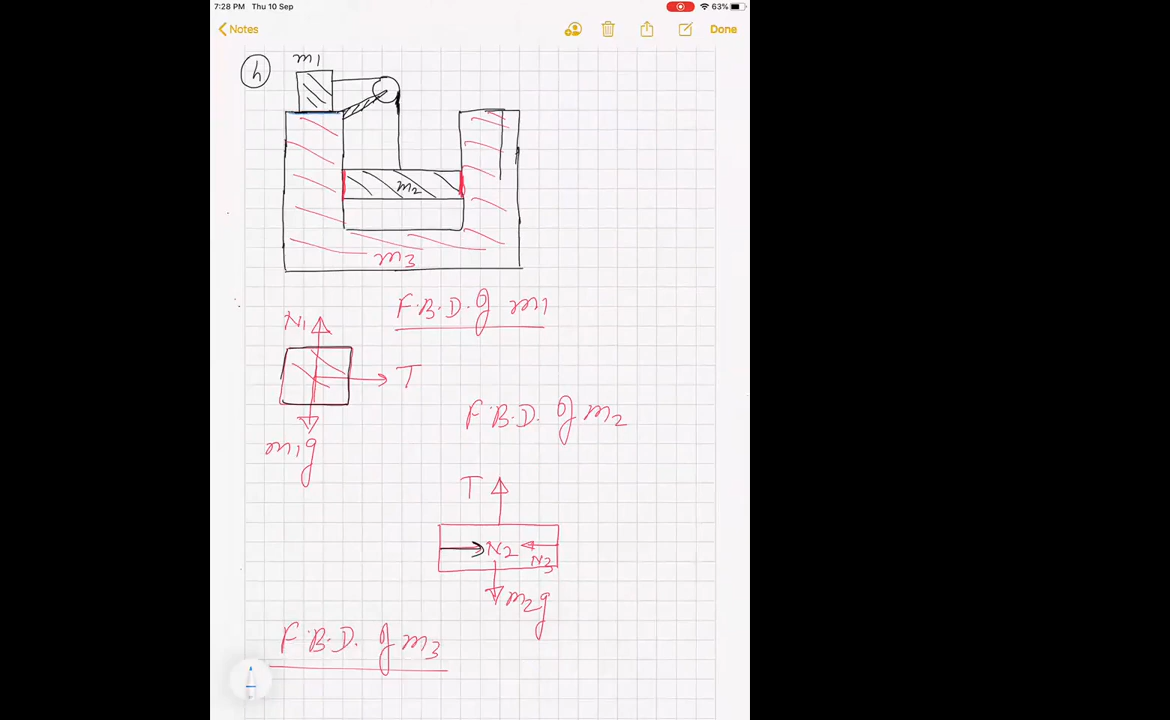 7:28 PM Thu 10 Sep
63%
Notes
Done
4
m1
m2
m3
F.B.D. Of m1
N1
T
m1g
F.B.D. Of m2
T
N2
N3
m2g
F.B.D. Of m3